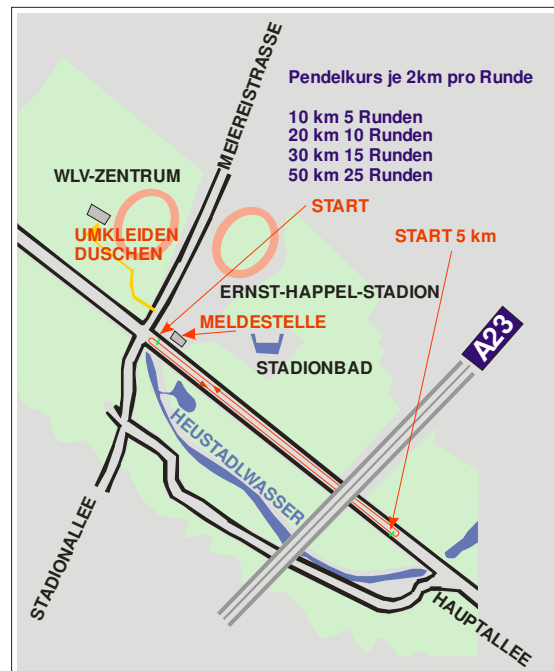 Pendelkurs je 2km pro Runde
10 km 5 Runden
20 km 10 Runden
30 km 15 Runden
50 km 25 Runden
MEIEREISTRASSE
WLV-ZENTRUM
START
UMKLEIDEN
DUSCHEN
START 5 km
ERNST-HAPPEL-STADION
MELDESTELLE
A23
STADIONBAD
HEUSTADLWASSER
STADIONALLEE
HAUPTALLEE